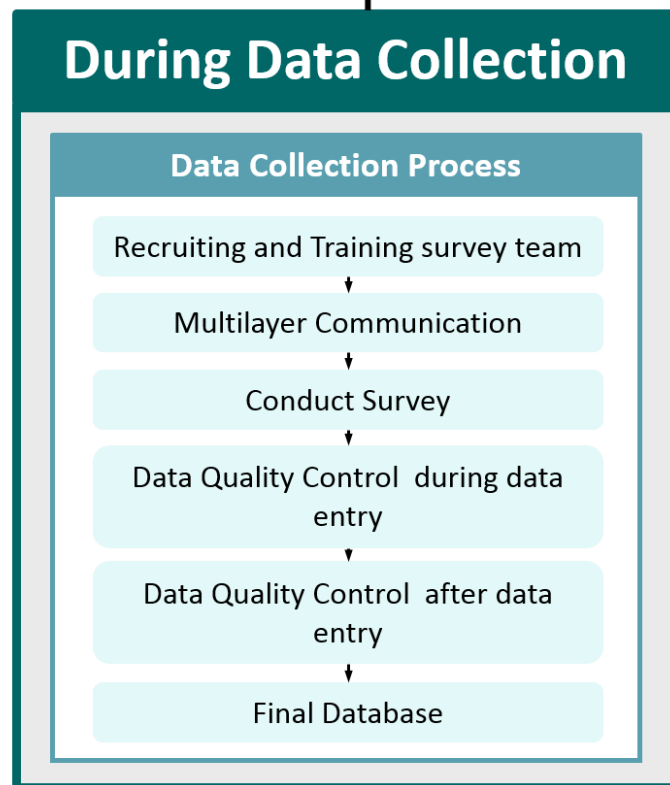 During Data Collection
Data Collection Process
Recruiting and Training survey team
Multilayer Communication
Conduct Survey
Data Quality Control  during data
entry
Data Quality Control  after data
entry
Final Database